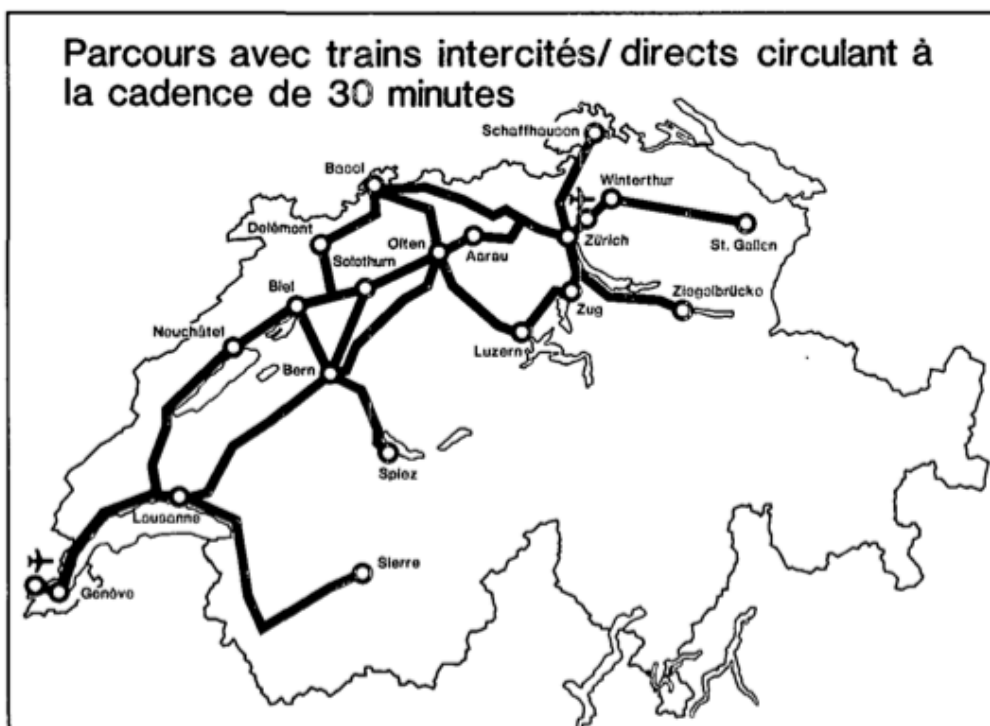 Parcours avec trains intercités/directs circulant à
la cadence de 30 minutes
Schaffhausen
Basel
Winterthur
Delémont
Olten
Aarau
Zürich
St. Gallen
Solothurn
Biel
Zug
Ziegelbrücke
Neuchâtel
Luzern
Bern
Spiez
Lausanne
Sierre
Genève